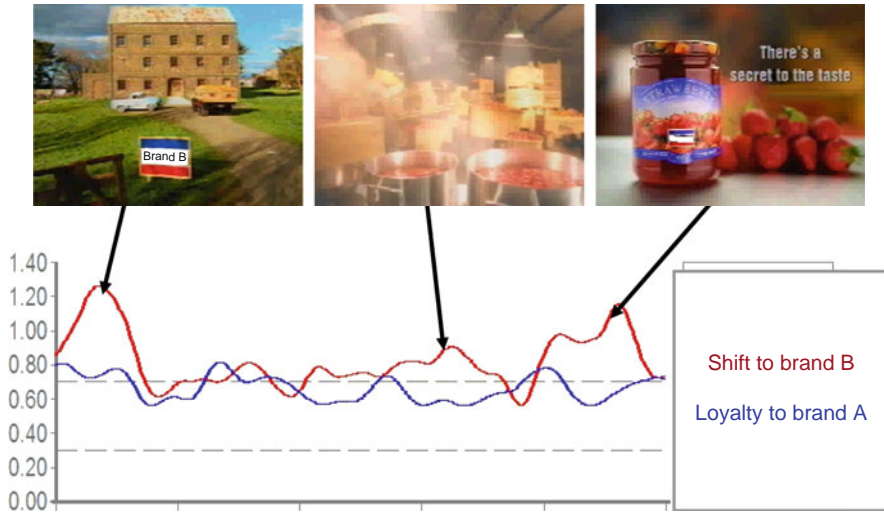 Brand B
There's a
secret to the taste
STRAWBERRY
1.40
1.20
1.00
0.80
0.60
0.40
0.20
0.00
Shift to brand B
Loyalty to brand A